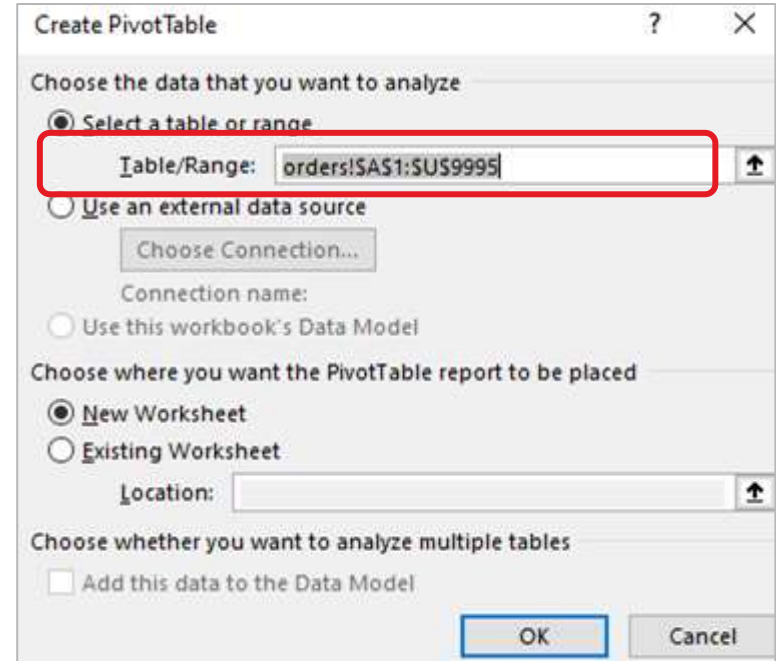 Create PivotTable ? ×
Choose the data that you want to analyze
Select a table or range
Table/Range: orders!$A$1:$U$9995
Use an external data source
Choose Connection...
Connection name:
Use this workbook's Data Model
Choose where you want the PivotTable report to be placed
New Worksheet
Existing Worksheet
Location:
Choose whether you want to analyze multiple tables
Add this data to the Data Model
OK Cancel